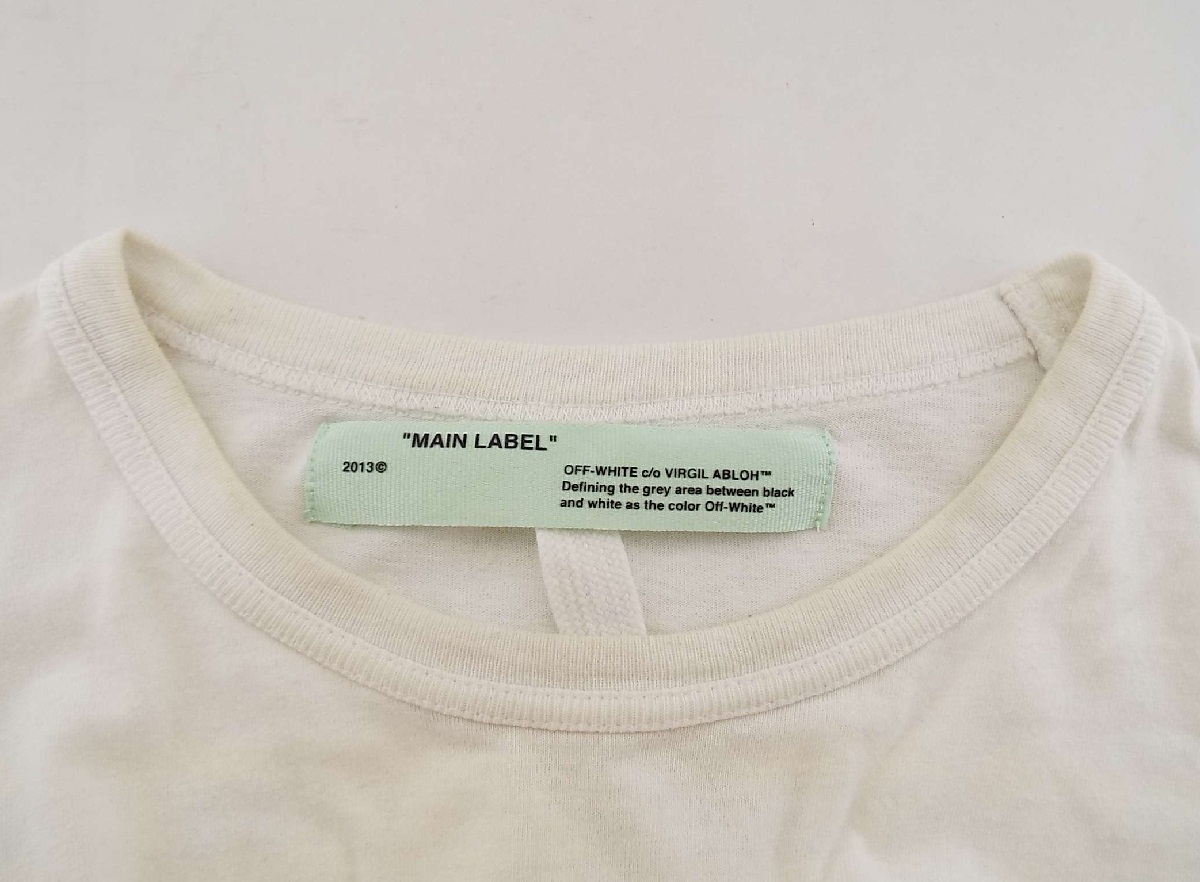 "MAIN LABEL"
2013©
OFF-WHITE c/o VIRGIL ABLOH™
Defining the grey area between black
and white as the color Off-White™